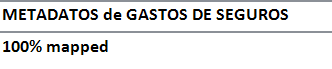 METADATOS de GASTOS DE SEGUROS
100% mapped